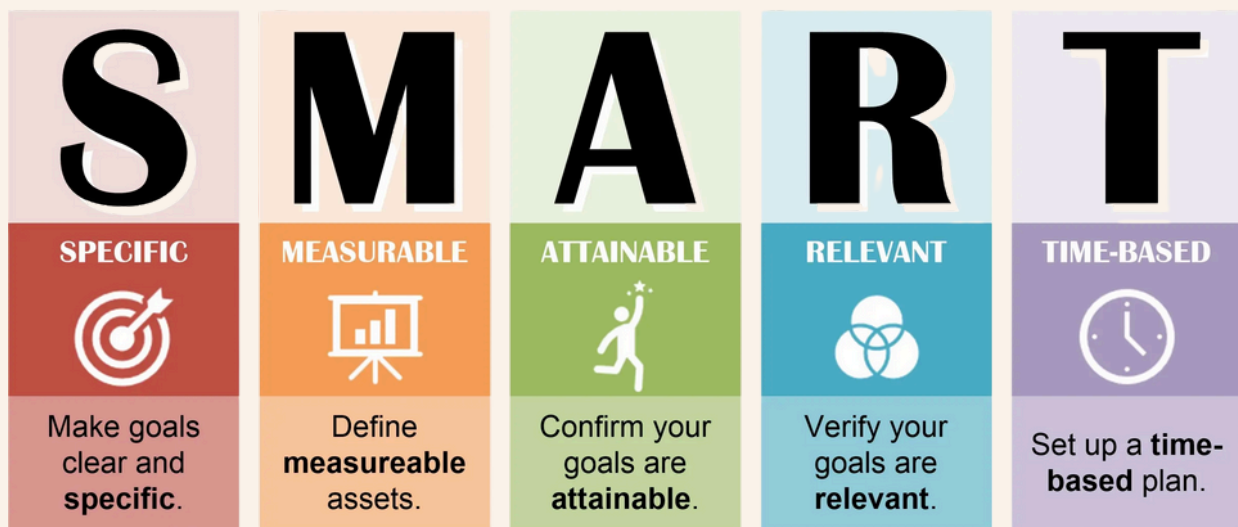 S
SPECIFIC
Make goals
clear and
specific.
M
MEASURABLE
Define
measureable
assets.
A
ATTAINABLE
Confirm your
goals are
attainable.
R
RELEVANT
Verify your
goals are
relevant.
T
TIME-BASED
Set up a time-
based plan.